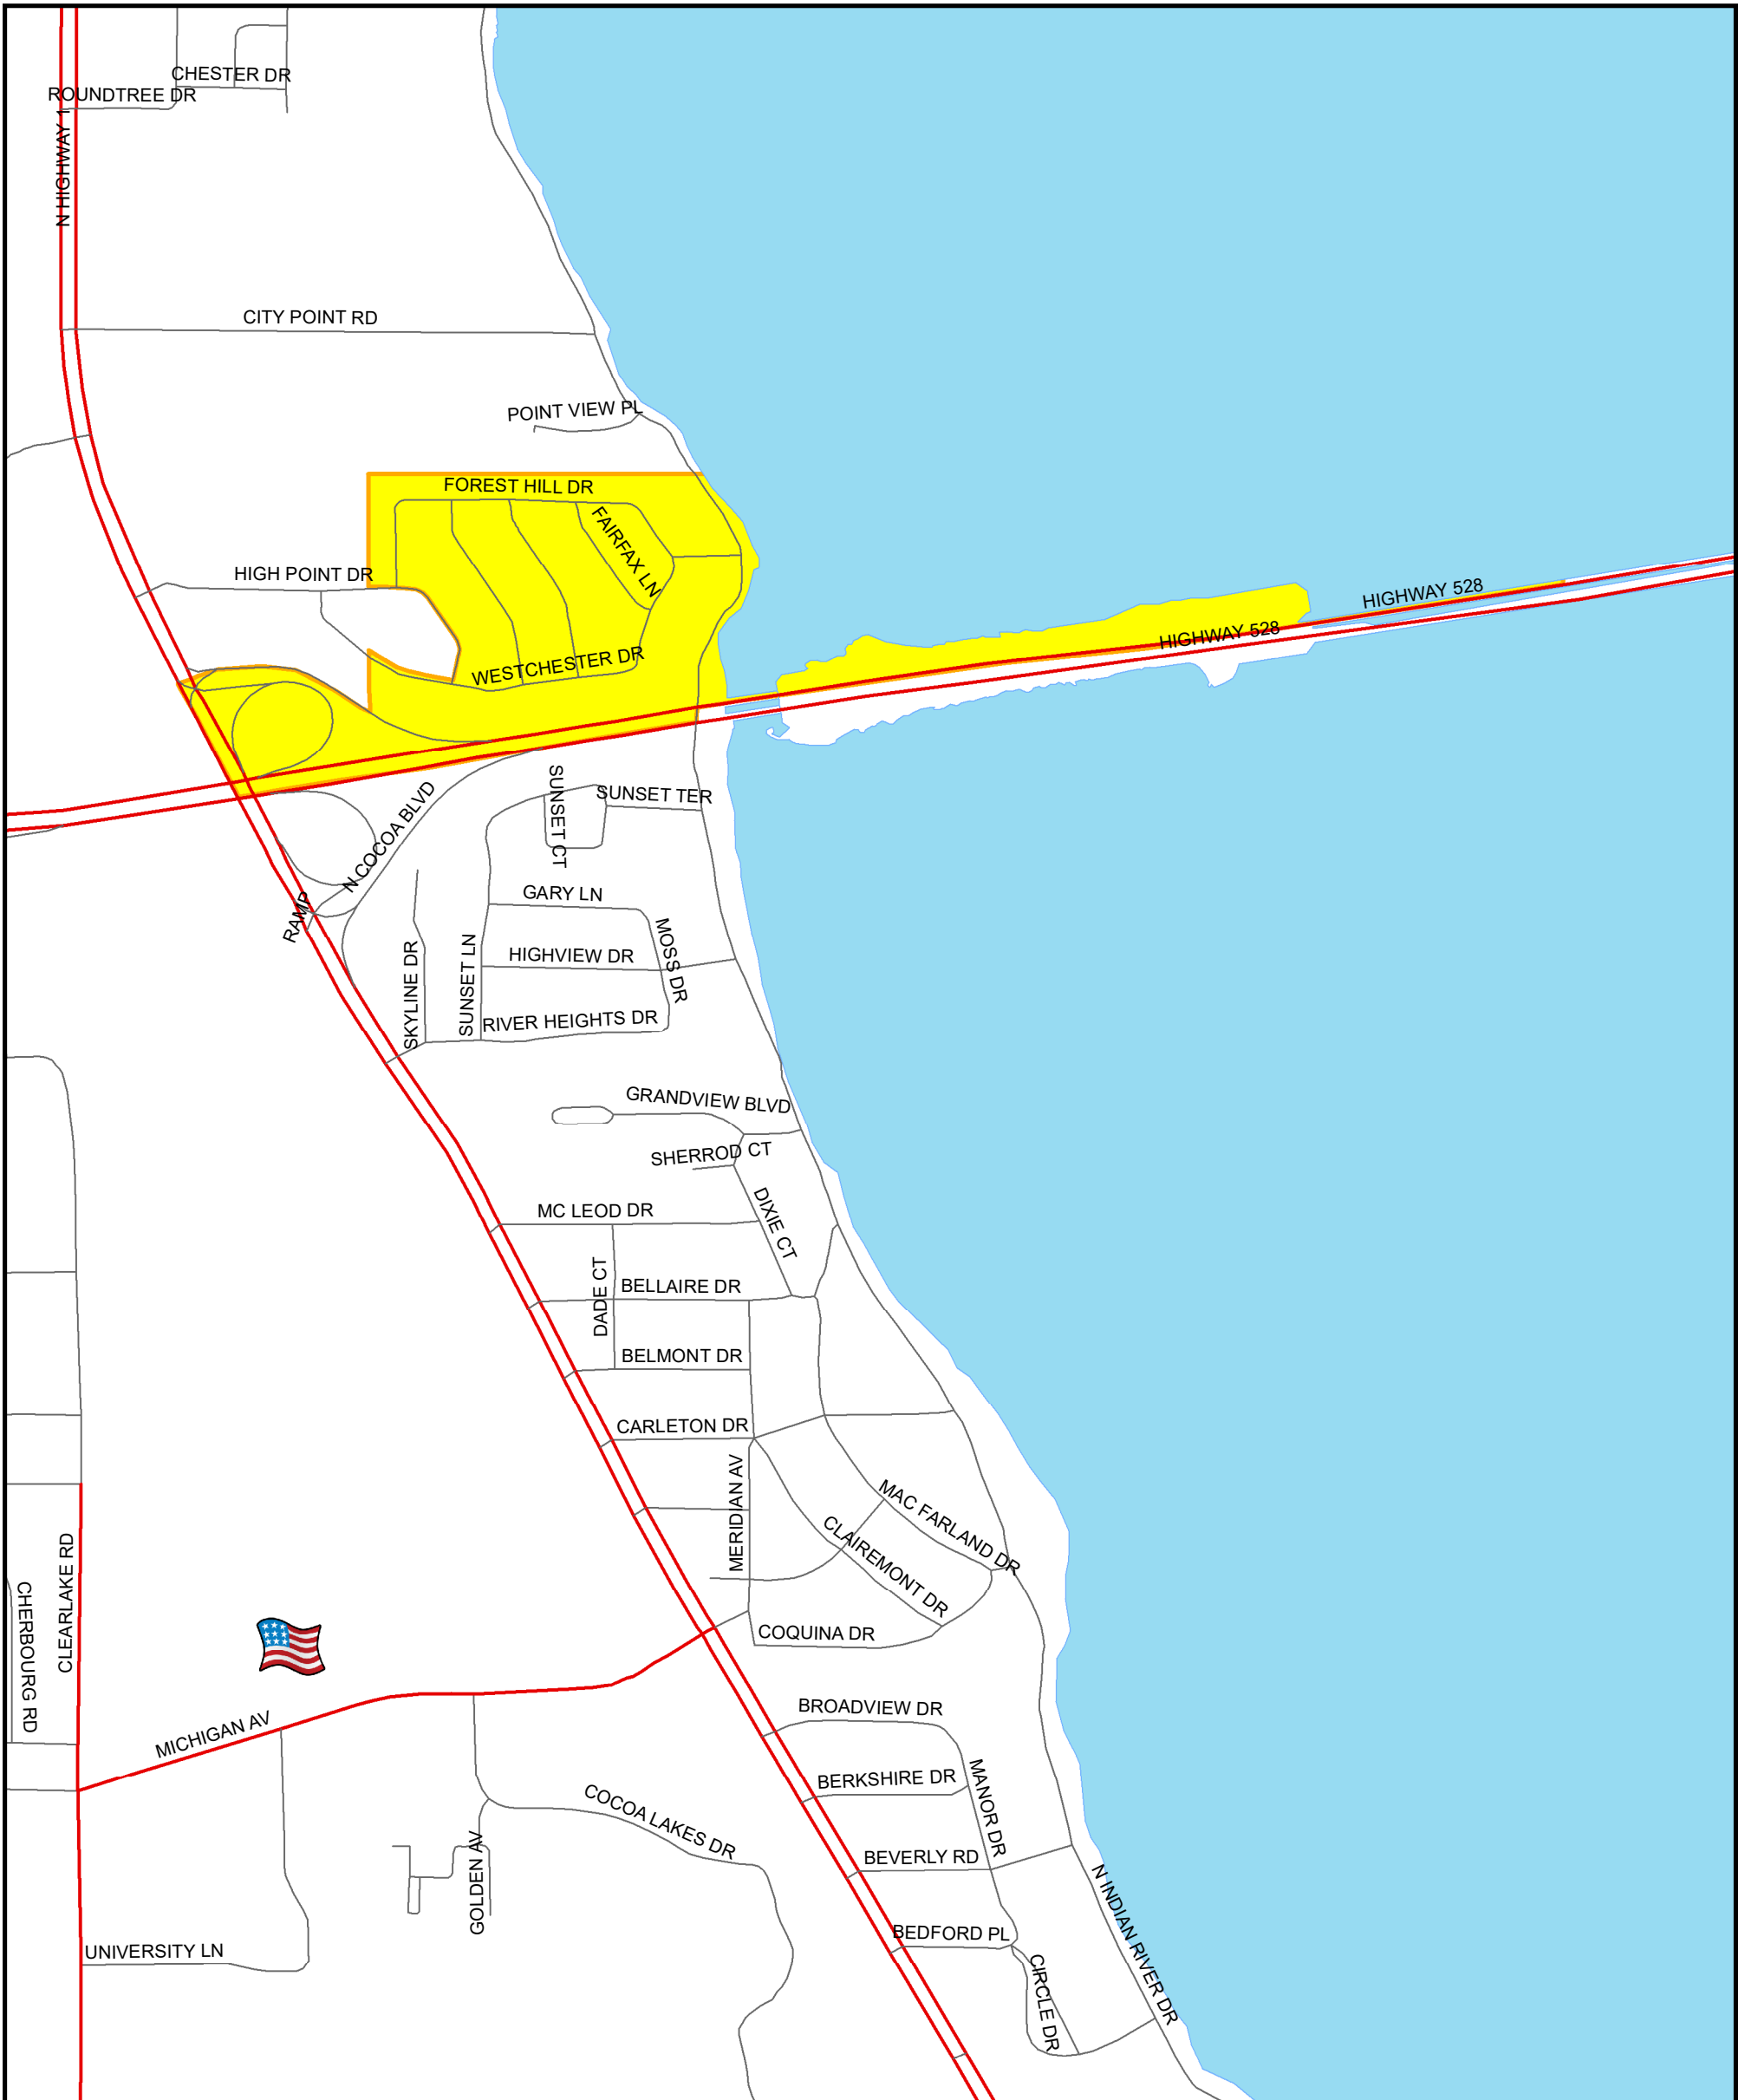 CHESTER DR
ROUNDTREE DR
N HIGHWAY 1
CITY POINT RD
POINT VIEW PL
FOREST HILL DR
FAIRFAX LN
HIGH POINT DR
HIGHWAY 528
HIGHWAY 528
WESTCHESTER DR
SUNSET CT
SUNSET TER
N COCOA BLVD
RAMP
GARY LN
MOSS DR
SKYLINE DR
SUNSET LN
HIGHVIEW DR
RIVER HEIGHTS DR
GRANDVIEW BLVD
SHERROD CT
DIXIE CT
MC LEOD DR
DADE CT
BELLAIRE DR
BELMONT DR
CARLETON DR
MERIDIAN AV
MAC FARLAND DR
CLAIREMONT DR
CLEARLAKE RD
CHERBOURG RD
COQUINA DR
MICHIGAN AV
BROADVIEW DR
MANOR DR
BERKSHIRE DR
COCOA LAKES DR
GOLDEN AV
BEVERLY RD
N INDIAN RIVER DR
BEDFORD PL
UNIVERSITY LN
CIRCLE DR